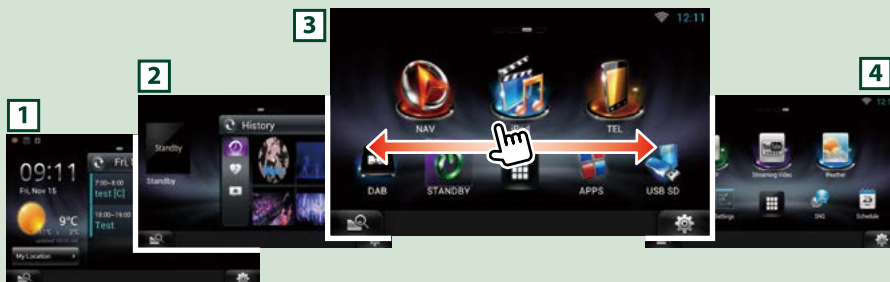 1
09:11
Fri, Nov 15
9°C
My Location
Fri,
7:00~8:00
test [C]
18:00~19:00
Test
2
Standby
Standby
History
3
12:11
NAV
TEL
DAB
STANDBY
APPS
USB SD
4
Streaming Video
Weather
Settings
SNS
Schedule